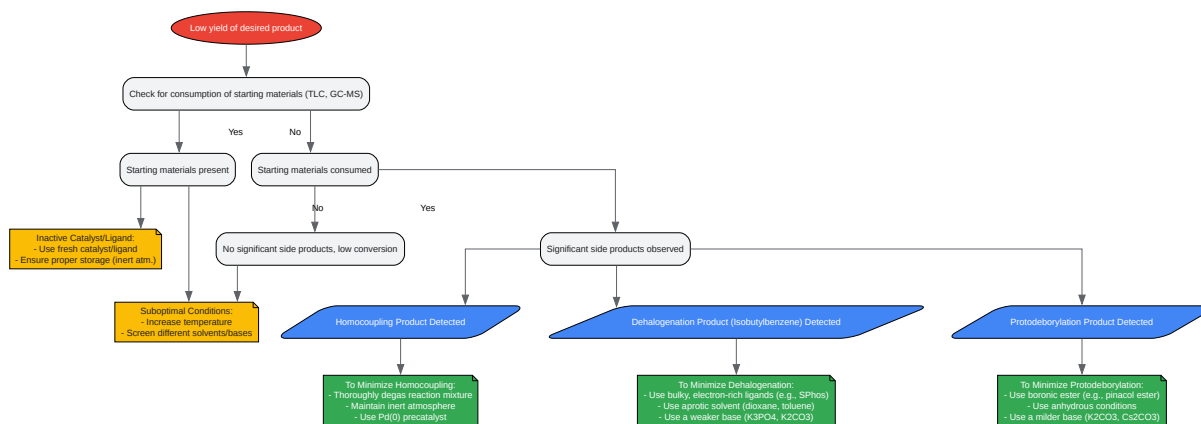 Low yield of desired product
Check for consumption of starting materials (TLC, GC-MS)
Yes
No
Starting materials present
Starting materials consumed
No
Yes
Inactive Catalyst/Ligand:
- Use fresh catalyst/ligand
- Ensure proper storage (inert atm.)
No significant side products, low conversion
Significant side products observed
Suboptimal Conditions:
- Increase temperature
- Screen different solvents/bases
Homocoupling Product Detected
Dehalogenation Product (Isobutylbenzene) Detected
Protodeborylation Product Detected
To Minimize Homocoupling:
- Thoroughly degas reaction mixture
- Maintain inert atmosphere
- Use Pd(0) precatalyst
To Minimize Dehalogenation:
- Use bulky, electron-rich ligands (e.g., SPhos)
- Use aprotic solvent (dioxane, toluene)
- Use a weaker base (K3PO4, K2CO3)
To Minimize Protodeborylation:
- Use boronic ester (e.g., pinacol ester)
- Use anhydrous conditions
- Use a milder base (K2CO3, Cs2CO3)